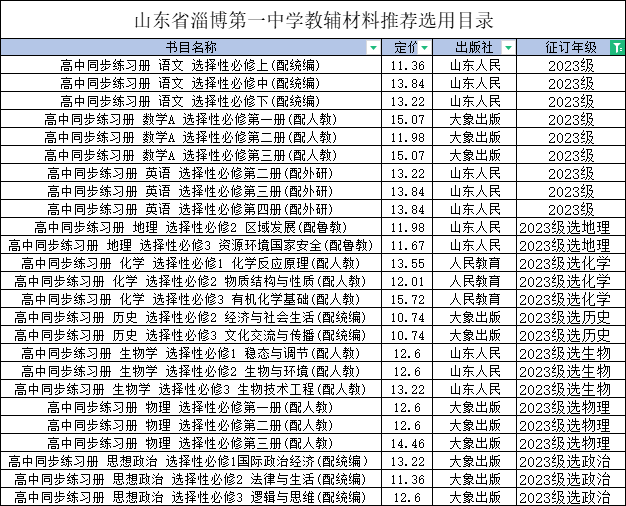 山东省淄博第一中学教辅材料推荐选用目录
书目名称 定价 出版社 征订年级
高中同步练习册 语文 选择性必修上(配统编) 11.36 山东人民 2023级
高中同步练习册 语文 选择性必修中(配统编) 13.84 山东人民 2023级
高中同步练习册 语文 选择性必修下(配统编) 13.22 山东人民 2023级
高中同步练习册 数学A 选择性必修第一册(配人教) 15.07 大象出版 2023级
高中同步练习册 数学A 选择性必修第二册(配人教) 11.98 大象出版 2023级
高中同步练习册 数学A 选择性必修第三册(配人教) 15.07 大象出版 2023级
高中同步练习册 英语 选择性必修第二册(配外研) 13.22 山东人民 2023级
高中同步练习册 英语 选择性必修第三册(配外研) 13.84 山东人民 2023级
高中同步练习册 英语 选择性必修第四册(配外研) 13.84 山东人民 2023级
高中同步练习册 地理 选择性必修2 区域发展(配鲁教) 11.98 山东人民 2023级选地理
高中同步练习册 地理 选择性必修3 资源环境国家安全(配鲁教) 11.67 山东人民 2023级选地理
高中同步练习册 化学 选择性必修1 化学反应原理(配人教) 13.55 人民教育 2023级选化学
高中同步练习册 化学 选择性必修2 物质结构与性质(配人教) 12.01 人民教育 2023级选化学
高中同步练习册 化学 选择性必修3 有机化学基础(配人教) 15.72 人民教育 2023级选化学
高中同步练习册 历史 选择性必修2 经济与社会生活(配统编) 10.74 大象出版 2023级选历史
高中同步练习册 历史 选择性必修3 文化交流与传播(配统编) 10.74 大象出版 2023级选历史
高中同步练习册 生物学 选择性必修1 稳态与调节(配人教) 12.6 山东人民 2023级选生物
高中同步练习册 生物学 选择性必修2 生物与环境(配人教) 12.6 山东人民 2023级选生物
高中同步练习册 生物学 选择性必修3 生物技术工程(配人教) 13.22 山东人民 2023级选生物
高中同步练习册 物理 选择性必修第一册(配人教) 12.6 大象出版 2023级选物理
高中同步练习册 物理 选择性必修第二册(配人教) 12.6 大象出版 2023级选物理
高中同步练习册 物理 选择性必修第三册(配人教) 14.46 大象出版 2023级选物理
高中同步练习册 思想政治 选择性必修1国际政治经济(配统编) 13.22 大象出版 2023级选政治
高中同步练习册 思想政治 选择性必修2 法律与生活(配统编) 11.36 大象出版 2023级选政治
高中同步练习册 思想政治 选择性必修3 逻辑与思维(配统编) 12.6 大象出版 2023级选政治